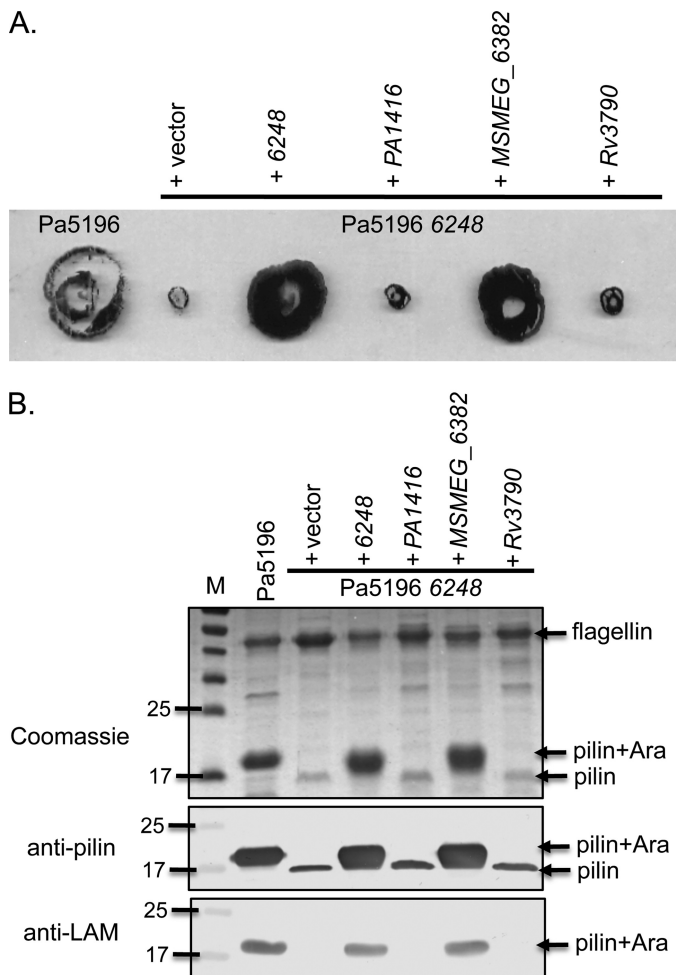 A.
+ vector
+ 6248
+ PA1416
+ MSMEG_6382
+ Rv3790
Pa5196
Pa5196 6248
B.
M
Pa5196
+ vector
+ 6248
+ PA1416
+ MSMEG_6382
+ Rv3790
Pa5196 6248
flagellin
25
Coomassie
pilin+Ara
17
pilin
25
anti-pilin
pilin+Ara
17
pilin
25
anti-LAM
17
pilin+Ara